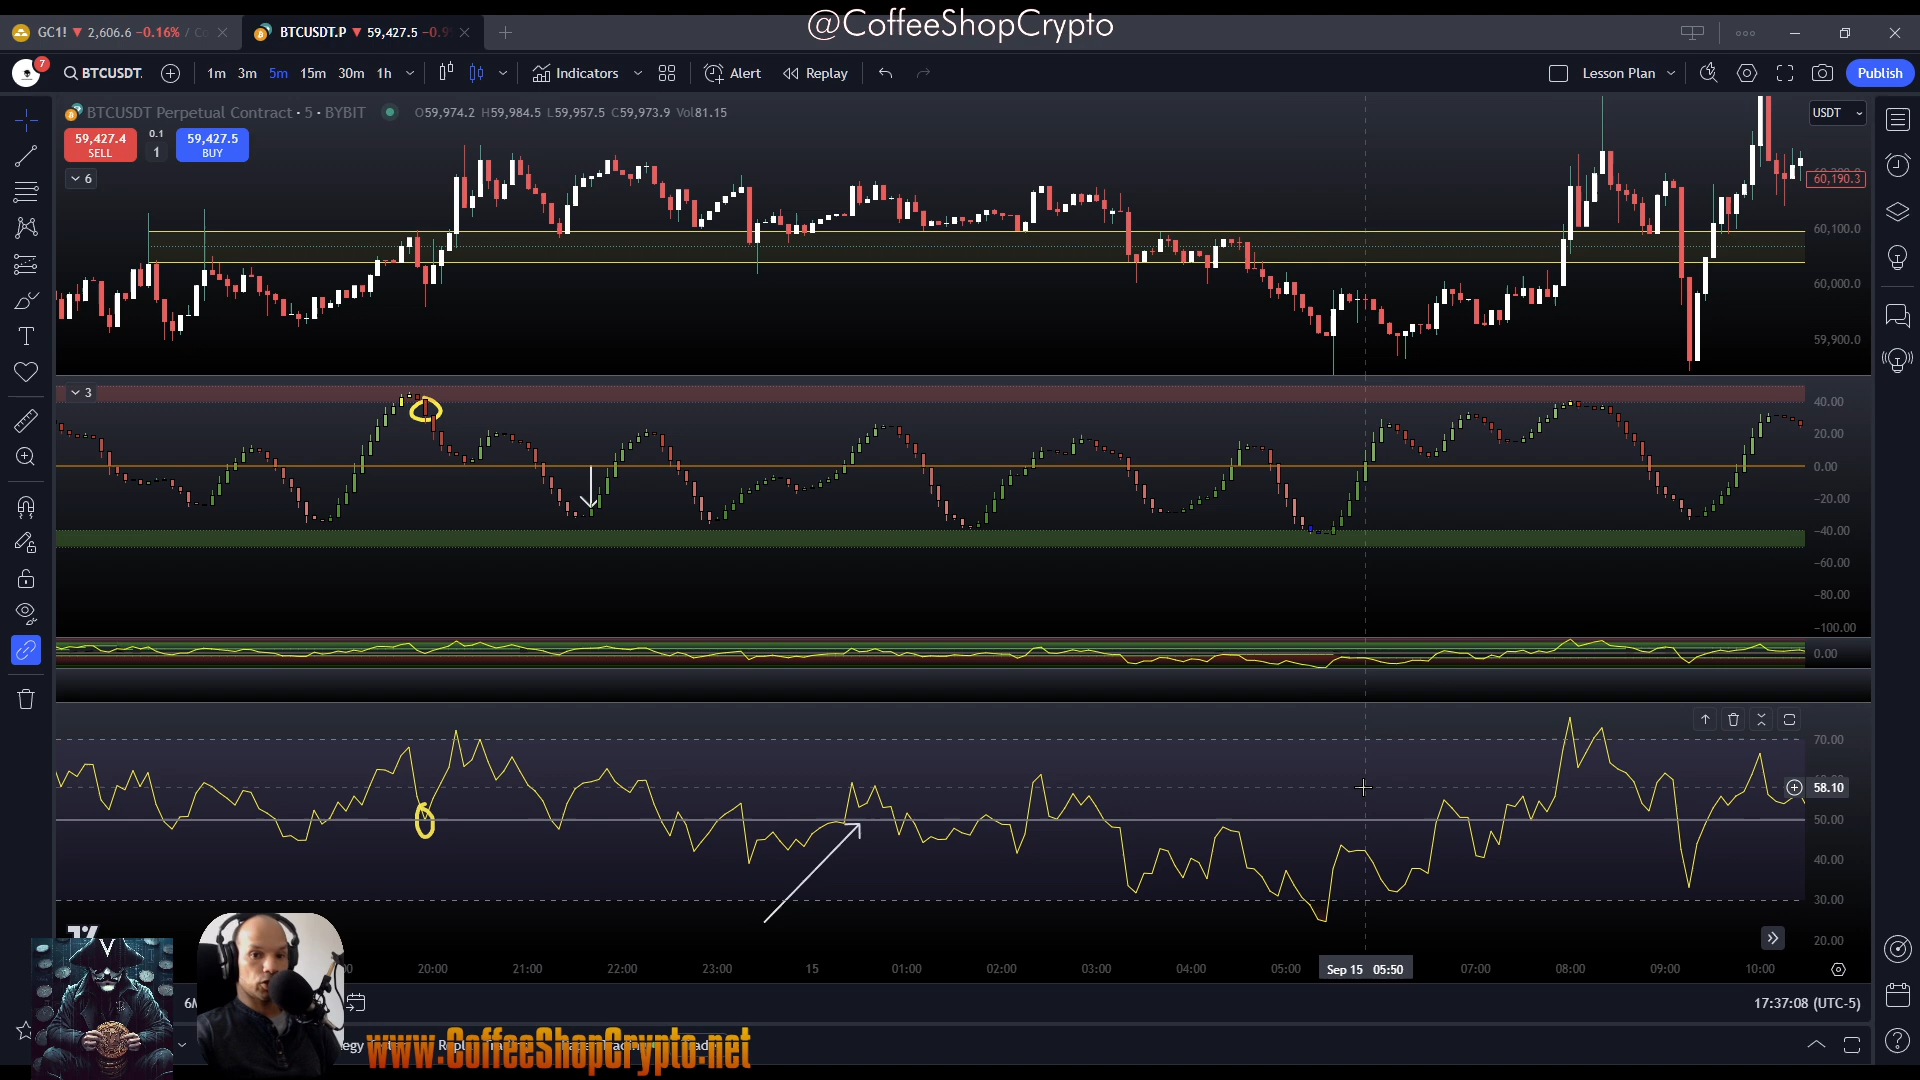 @CoffeeShopCrypto
GC1! ▼ 2,606.6 −0.16% / Co
BTCUSDT.P ▼ 59,427.5 −0.9
7
BTCUSDT.
1m 3m 5m 15m 30m 1h
Indicators
Alert
Replay
Lesson Plan
Publish
BTCUSDT Perpetual Contract · 5 · BYBIT
O59,974.2 H59,984.5 L59,957.5 C59,973.9 Vol81.15
USDT
59,427.4
SELL
0.1
1
59,427.5
BUY
6
60,190.3
60,100.0
60,000.0
59,900.0
3
40.00
20.00
0.00
−20.00
−40.00
−60.00
−80.00
−100.00
0.00
70.00
58.10
50.00
40.00
30.00
20.00
20:00 21:00 22:00 23:00 15 01:00 02:00 03:00 04:00 05:00 Sep 15 05:50 07:00 08:00 09:00 10:00
17:37:08 (UTC-5)
www.CoffeeShopCrypto.net